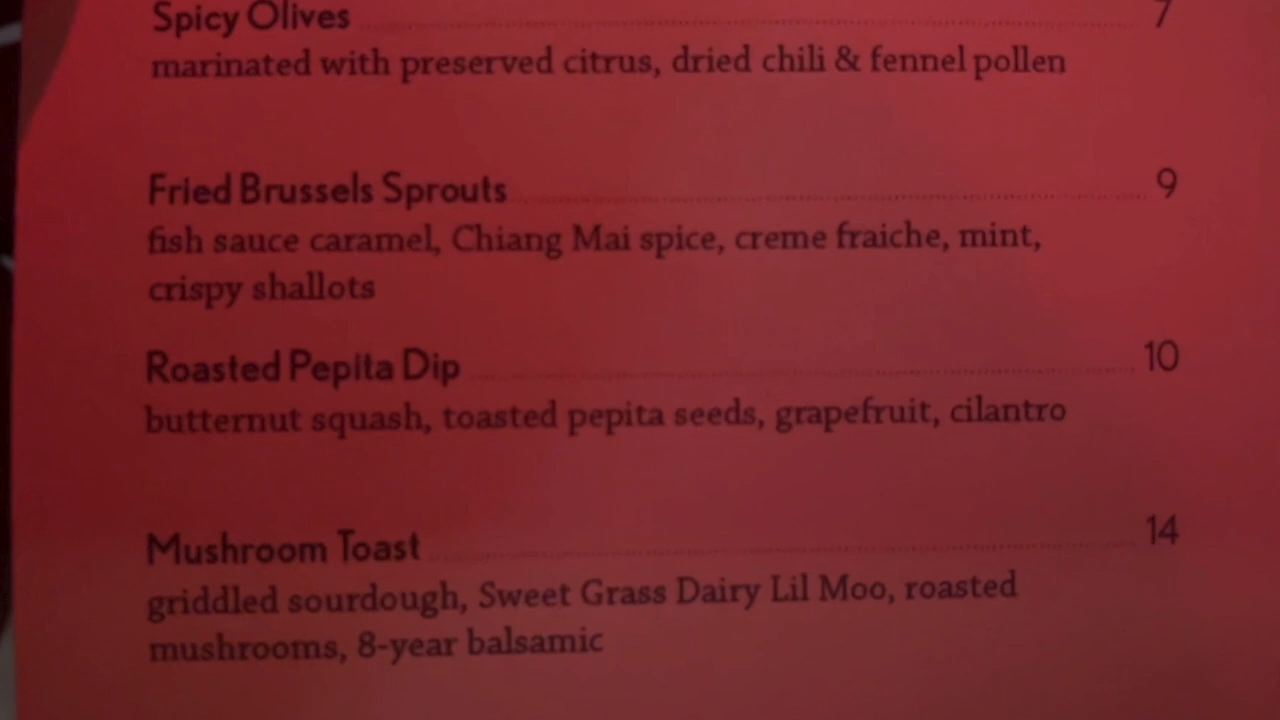 Spicy Olives 7
marinated with preserved citrus, dried chili & fennel pollen
Fried Brussels Sprouts 9
fish sauce caramel, Chiang Mai spice, creme fraiche, mint,
crispy shallots
Roasted Pepita Dip 10
butternut squash, toasted pepita seeds, grapefruit, cilantro
Mushroom Toast 14
griddled sourdough, Sweet Grass Dairy Lil Moo, roasted
mushrooms, 8-year balsamic